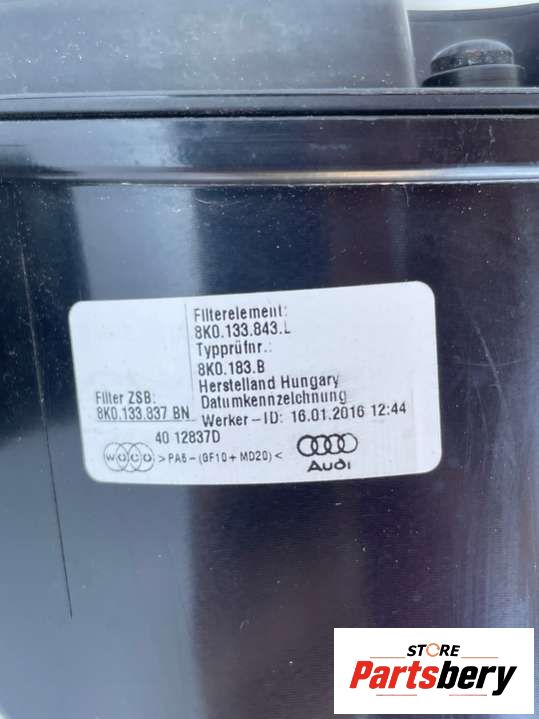 Filterelement:
8K0.133.843.L
Typprüfnr.:
8K0.183.B
Herstelland Hungary
Filter ZSB: Datumkennzeichnung
8K0.133.837 BN Werker-ID: 16.01.2016 12:44
40 12837D
WOCO >PA6-(GF10+MD20)<
Audi
STORE
Partsbery